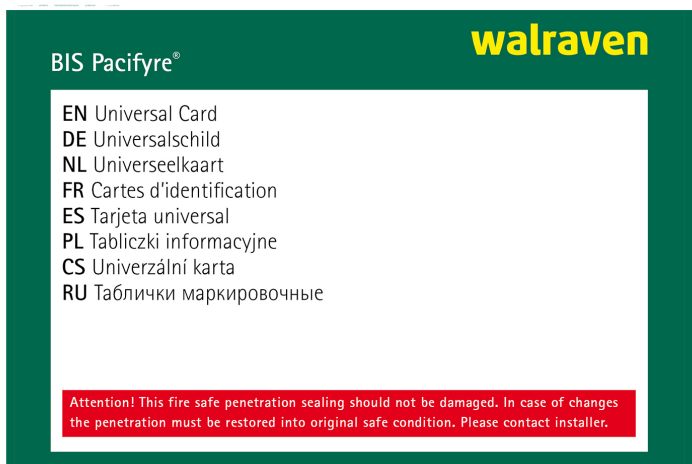 walraven
BIS Pacifyre®
EN Universal Card
DE Universalschild
NL Universeelkaart
FR Cartes d'identification
ES Tarjeta universal
PL Tabliczki informacyjne
CS Univerzální karta
RU Таблички маркировочные
Attention! This fire safe penetration sealing should not be damaged. In case of changes
the penetration must be restored into original safe condition. Please contact installer.